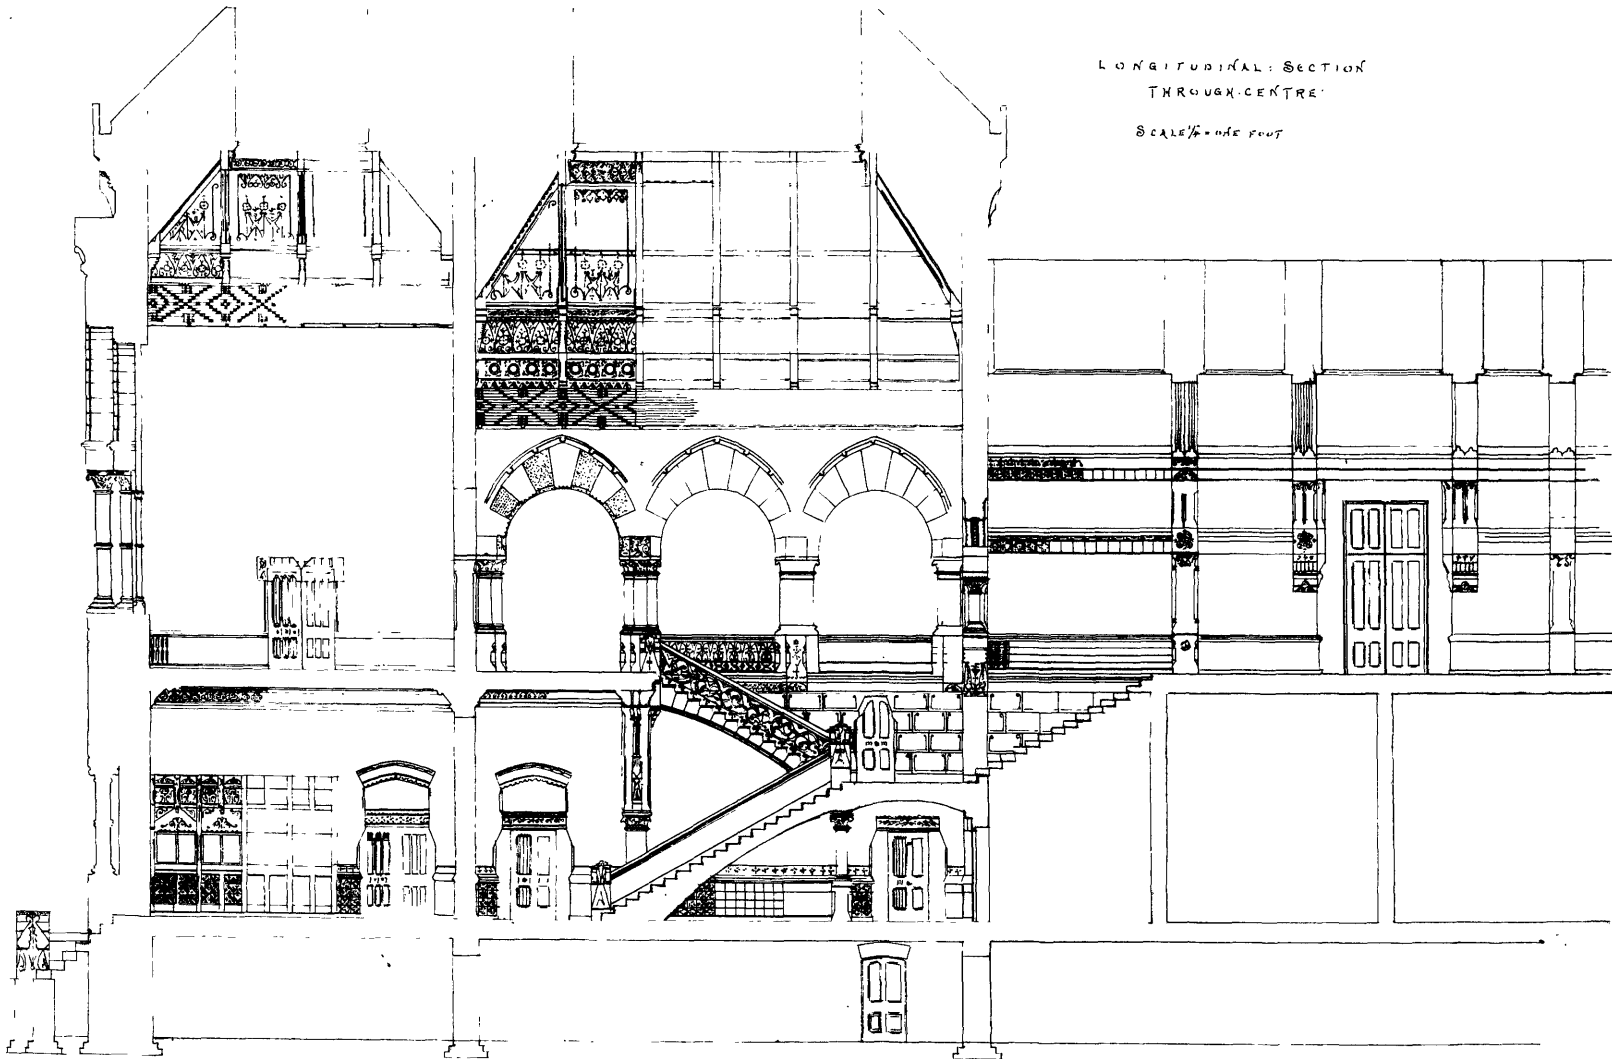 LONGITUDINAL: SECTION
THROUGH·CENTRE·
SCALE ¼ = ONE FOOT